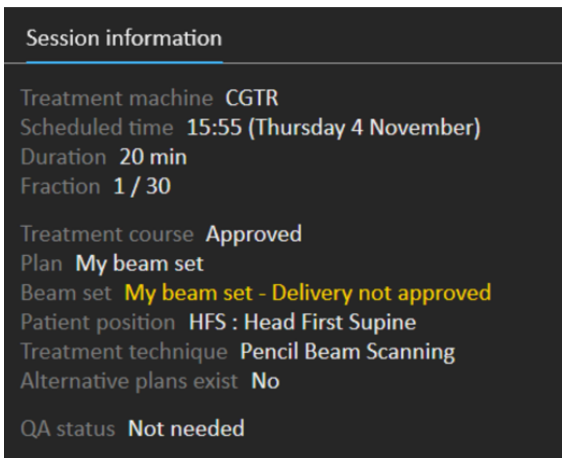 Session information
Treatment machine CGTR
Scheduled time 15:55 (Thursday 4 November)
Duration 20 min
Fraction 1 / 30
Treatment course Approved
Plan My beam set
Beam set My beam set - Delivery not approved
Patient position HFS : Head First Supine
Treatment technique Pencil Beam Scanning
Alternative plans exist No
QA status Not needed